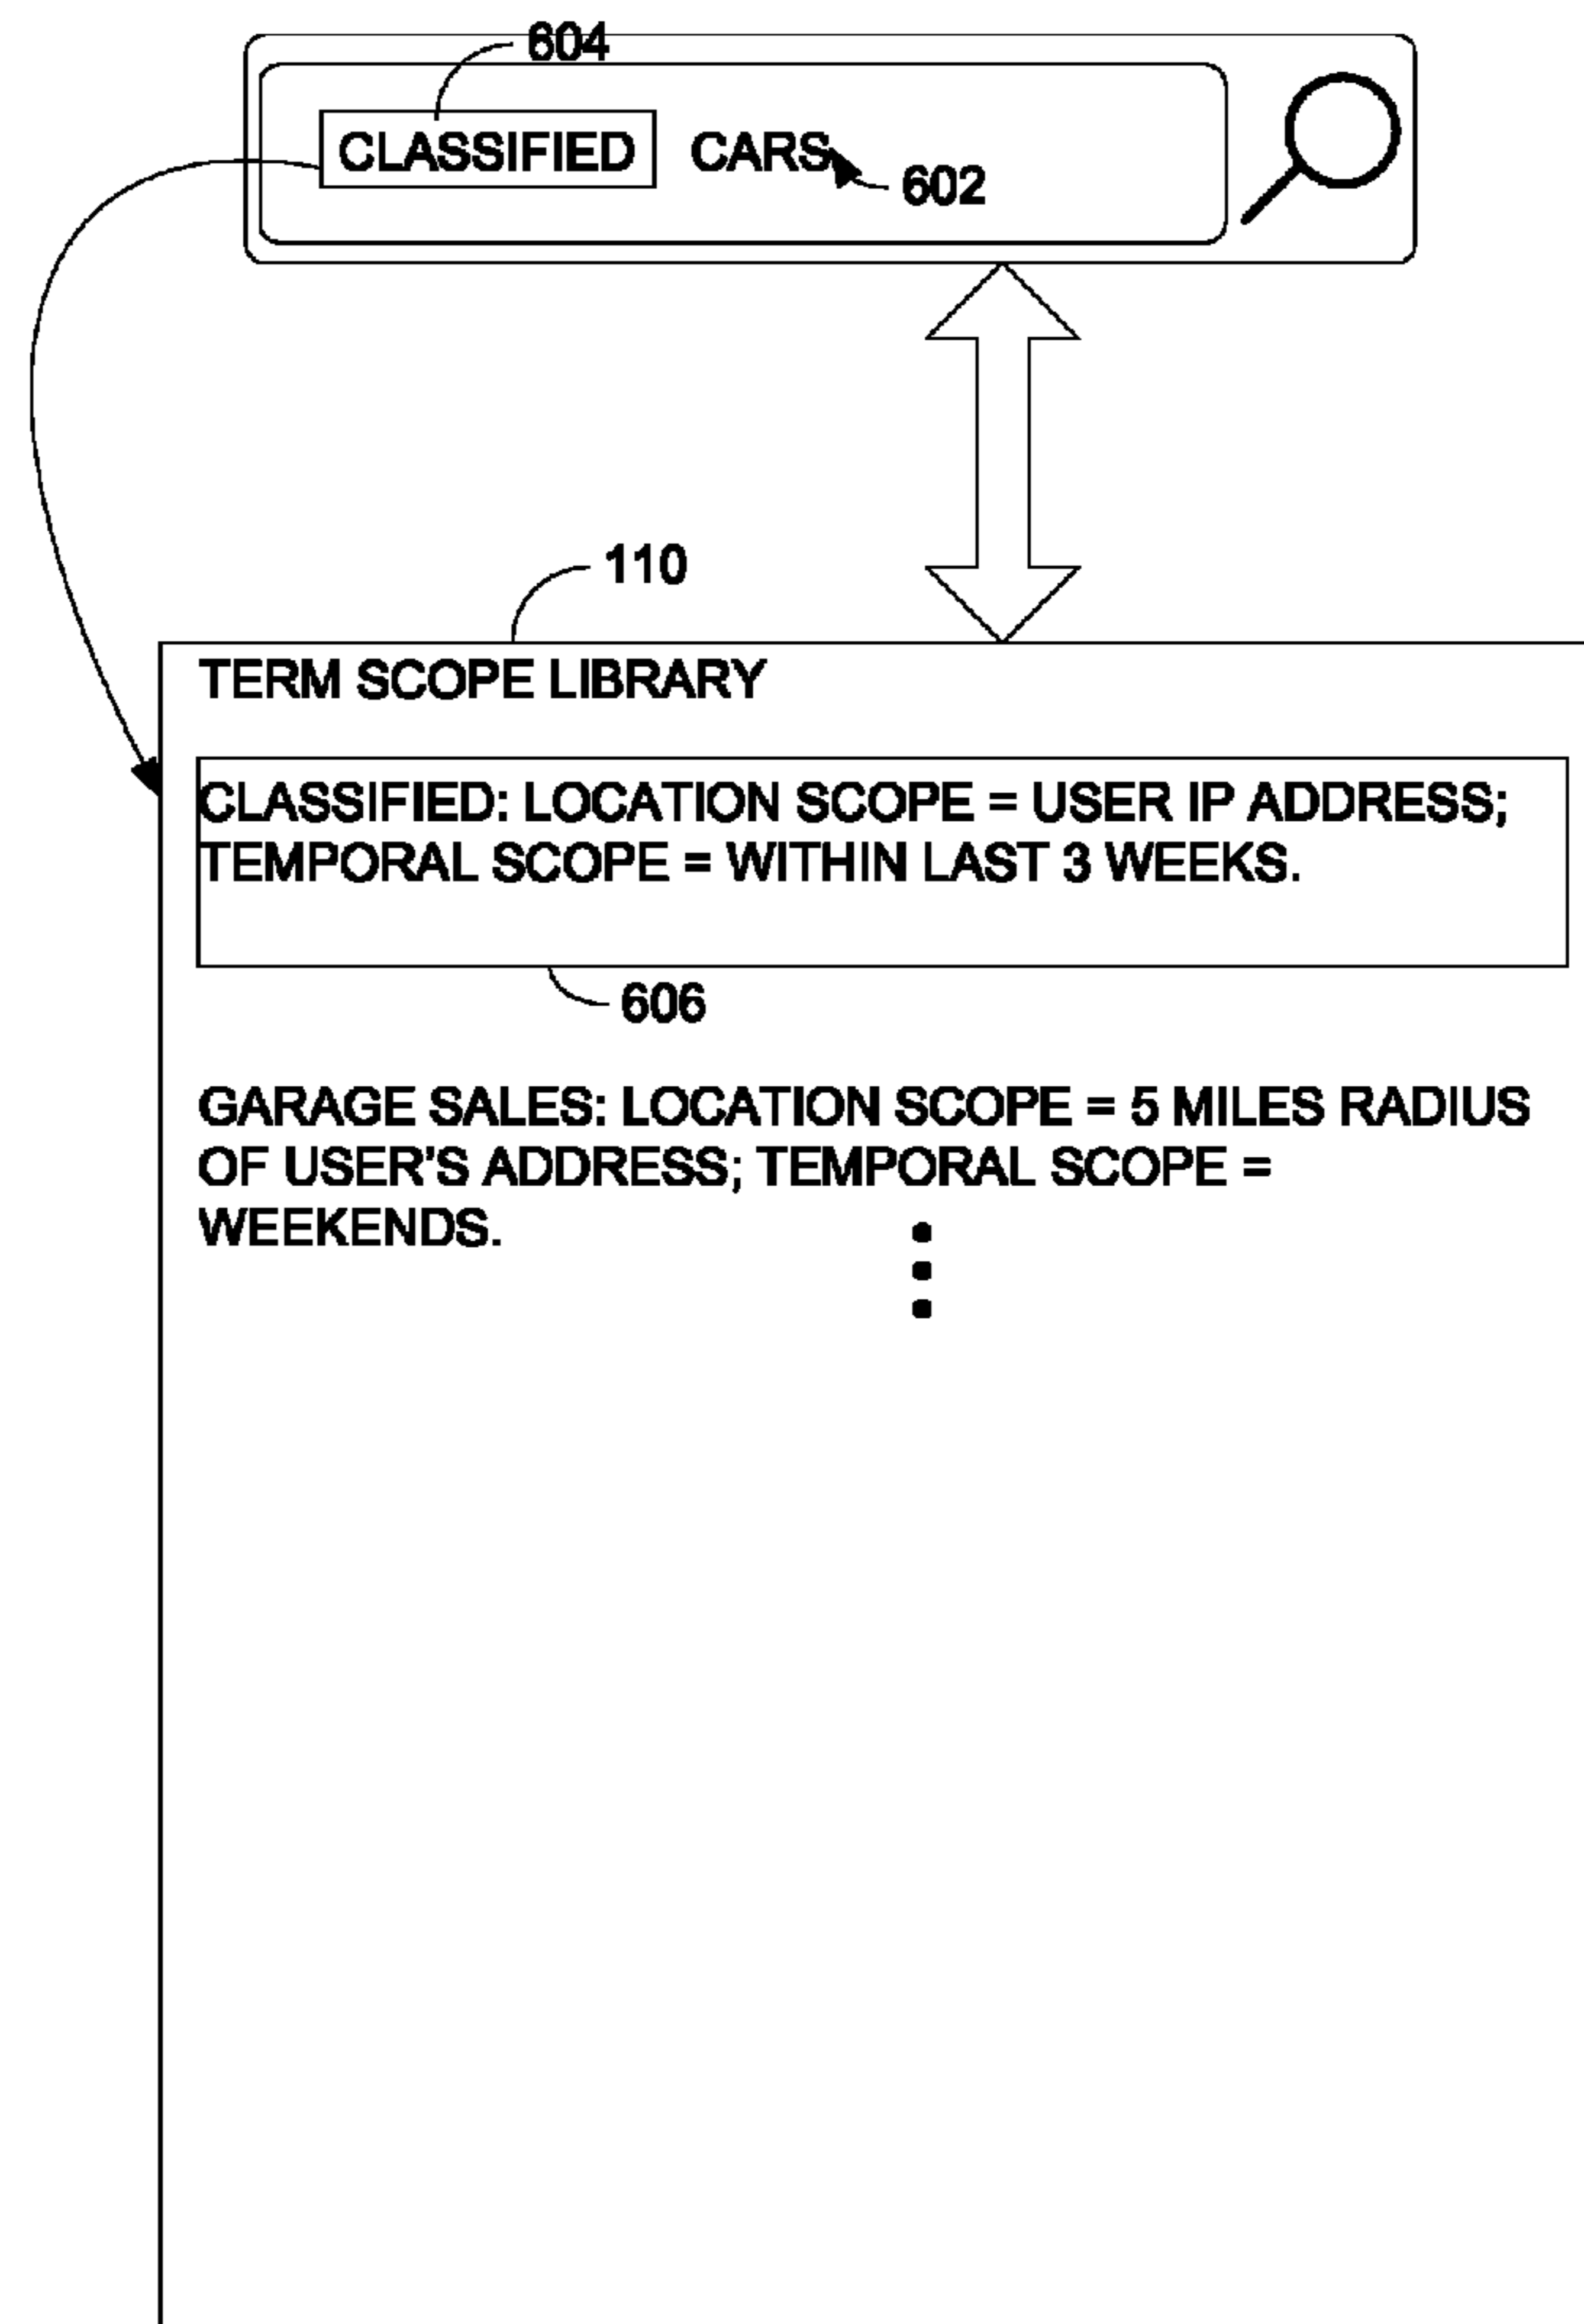 604
CLASSIFIED CARS
602
110
TERM SCOPE LIBRARY
CLASSIFIED: LOCATION SCOPE = USER IP ADDRESS;
TEMPORAL SCOPE = WITHIN LAST 3 WEEKS.
606
GARAGE SALES: LOCATION SCOPE = 5 MILES RADIUS
OF USER'S ADDRESS; TEMPORAL SCOPE =
WEEKENDS.